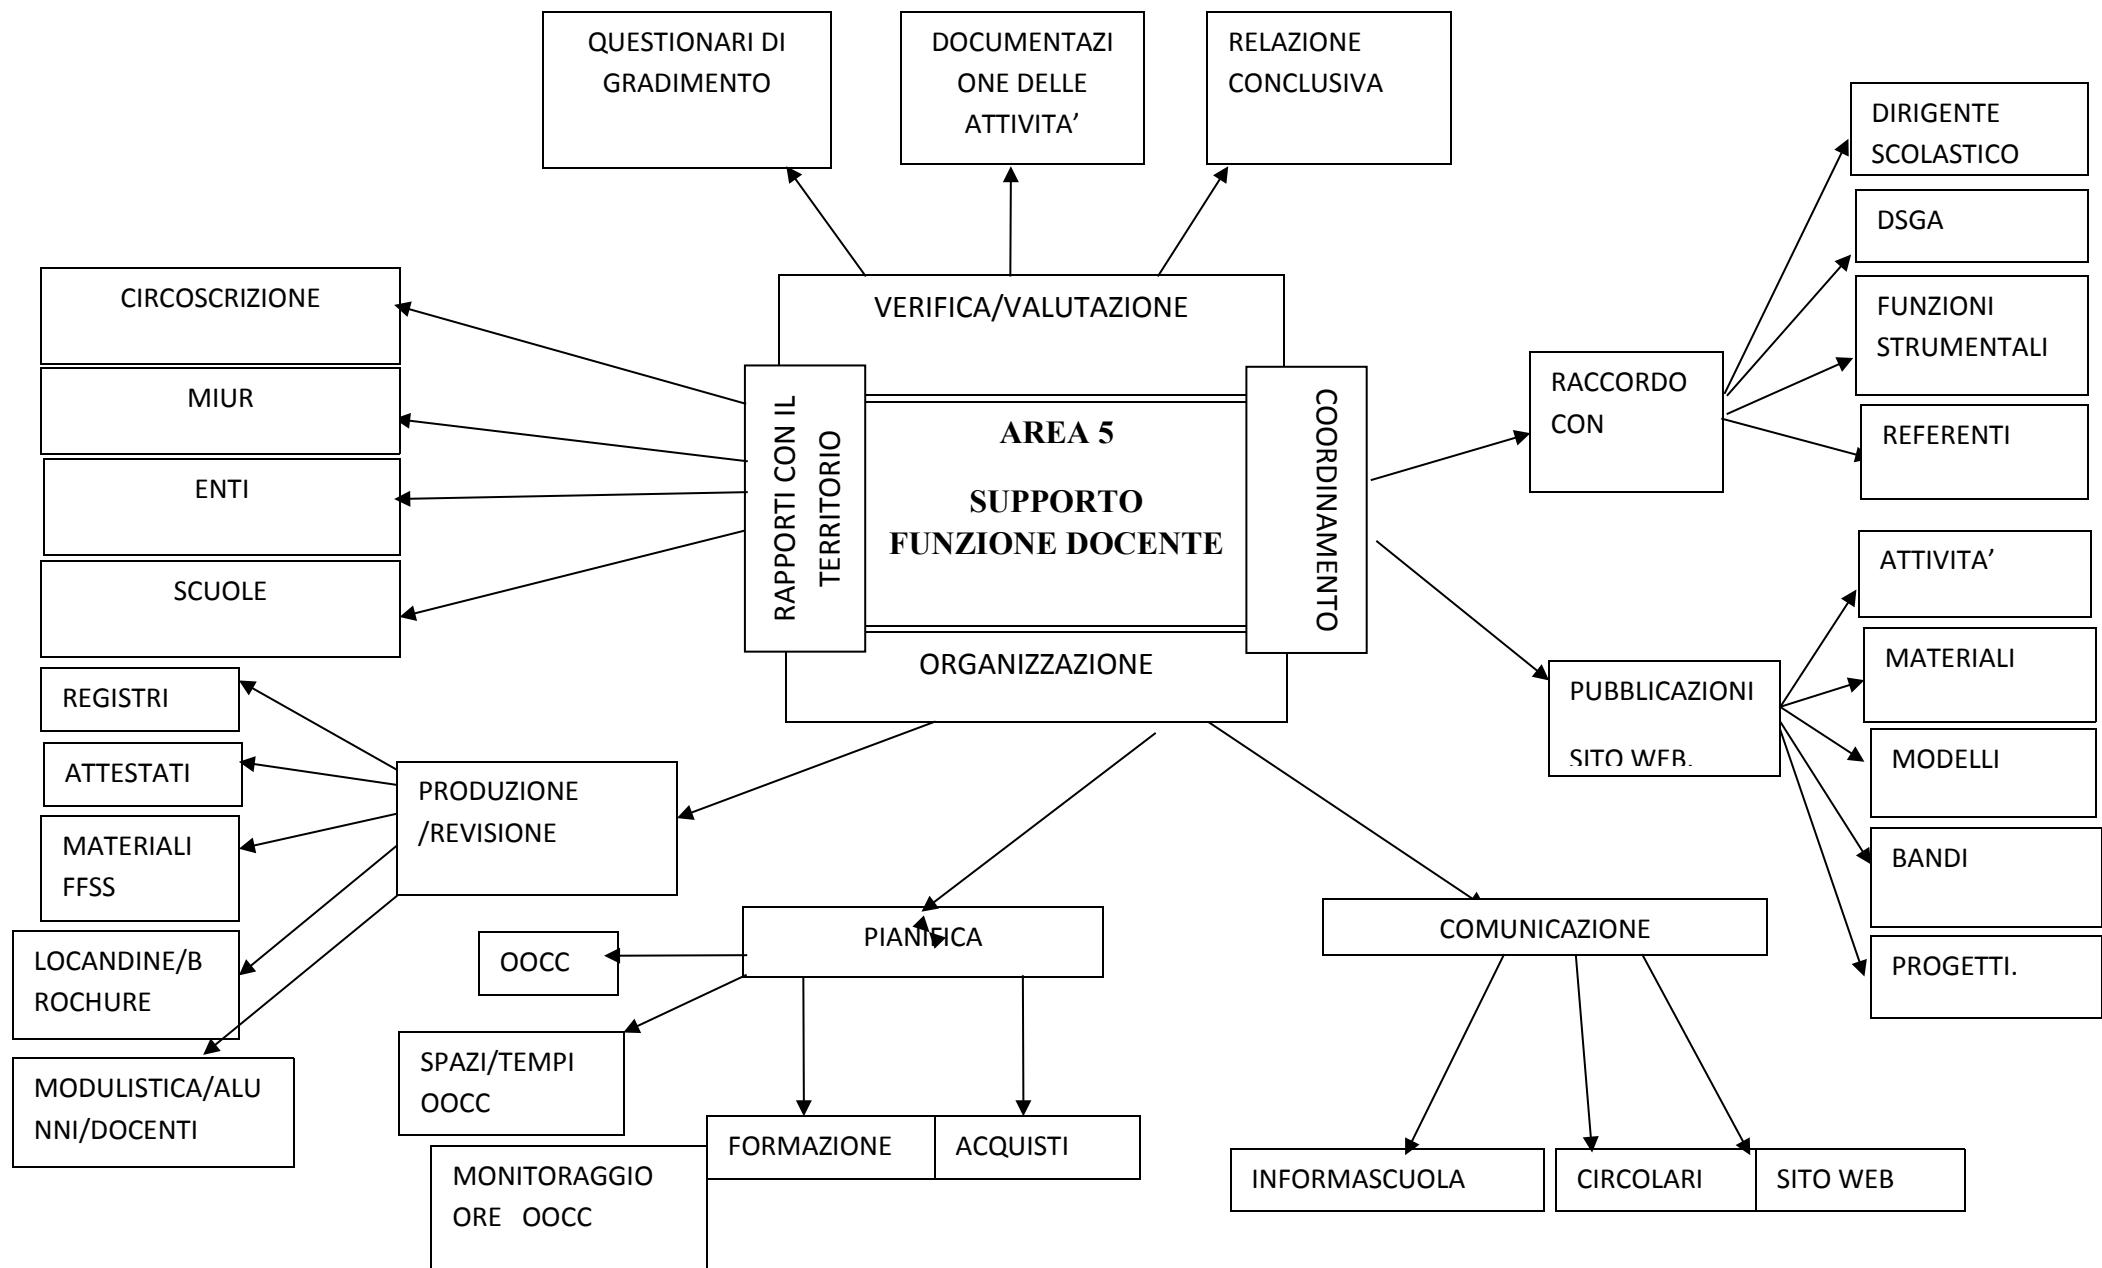 QUESTIONARI DI
GRADIMENTO
DOCUMENTAZI
ONE DELLE
ATTIVITA’
RELAZIONE
CONCLUSIVA
DIRIGENTE
SCOLASTICO
DSGA
FUNZIONI
STRUMENTALI
REFERENTI
RACCORDO
CON
CIRCOSCRIZIONE
MIUR
ENTI
SCUOLE
VERIFICA/VALUTAZIONE
RAPPORTI CON IL
TERRITORIO
AREA 5
SUPPORTO
FUNZIONE DOCENTE
COORDINAMENTO
ORGANIZZAZIONE
ATTIVITA’
MATERIALI
MODELLI
BANDI
PROGETTI.
PUBBLICAZIONI
SITO WEB.
REGISTRI
ATTESTATI
MATERIALI
FFSS
LOCANDINE/B
ROCHURE
MODULISTICA/ALU
NNI/DOCENTI
PRODUZIONE
/REVISIONE
PIANIFICA
OOCC
SPAZI/TEMPI
OOCC
MONITORAGGIO
ORE OOCC
FORMAZIONE
ACQUISTI
COMUNICAZIONE
INFORMASCUOLA
CIRCOLARI
SITO WEB